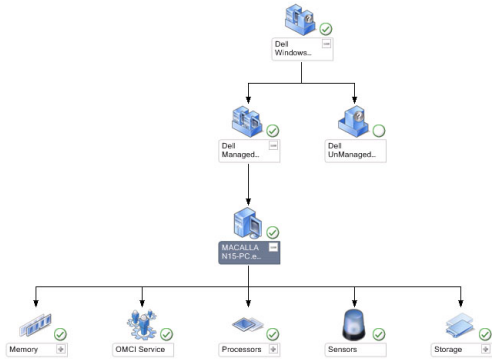 Dell
Windows..
Dell
Managed..
Dell
UnManaged..
MACALLA
N15-PC.e..
Memory
OMCI Service
Processors
Sensors
Storage